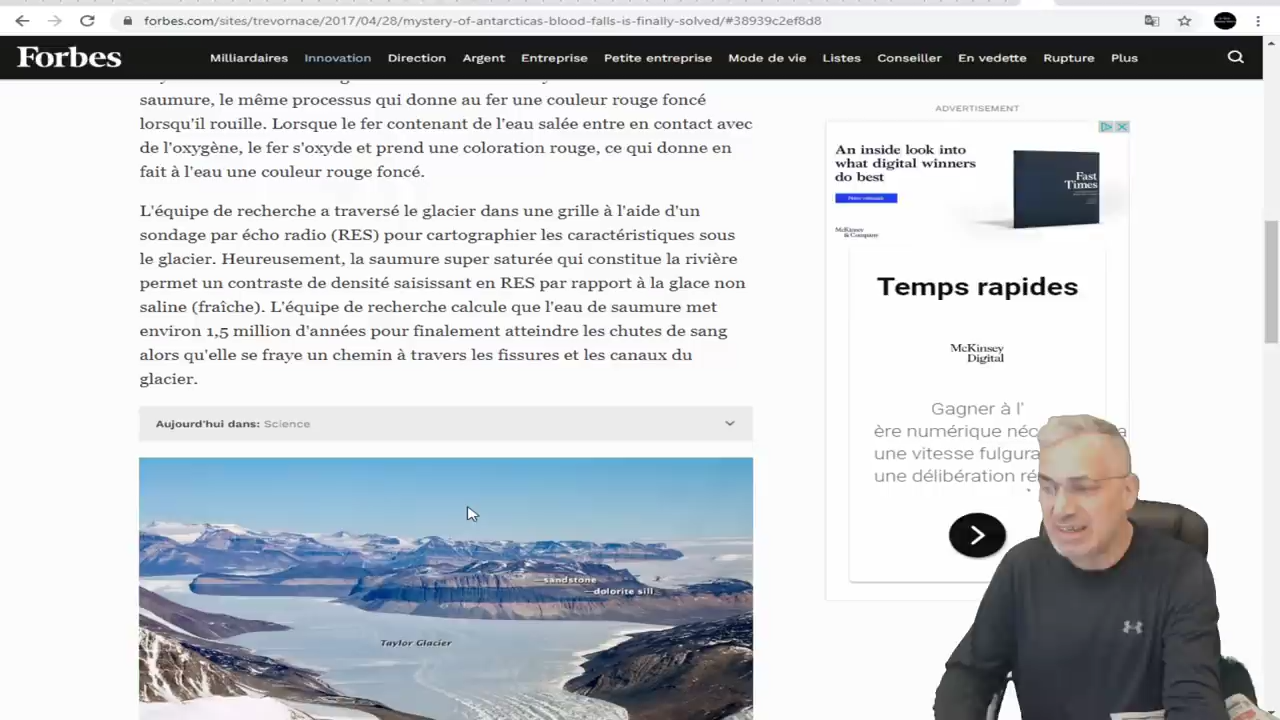 forbes.com/sites/trevornace/2017/04/28/mystery-of-antarcticas-blood-falls-is-finally-solved/#38939c2ef8d8
Forbes
Milliardaires Innovation Direction Argent Entreprise Petite entreprise Mode de vie Listes Conseiller En vedette Rupture Plus
saumure, le même processus qui donne au fer une couleur rouge foncé
lorsqu'il rouille. Lorsque le fer contenant de l'eau salée entre en contact avec
de l'oxygène, le fer s'oxyde et prend une coloration rouge, ce qui donne en
fait à l'eau une couleur rouge foncé.
L'équipe de recherche a traversé le glacier dans une grille à l'aide d'un
sondage par écho radio (RES) pour cartographier les caractéristiques sous
le glacier. Heureusement, la saumure super saturée qui constitue la rivière
permet un contraste de densité saisissant en RES par rapport à la glace non
saline (fraîche). L'équipe de recherche calcule que l'eau de saumure met
environ 1,5 million d'années pour finalement atteindre les chutes de sang
alors qu'elle se fraye un chemin à travers les fissures et les canaux du
glacier.
Aujourd'hui dans: Science
sandstone
dolorite sill
Taylor Glacier
ADVERTISEMENT
An inside look into
what digital winners
do best
Fast
Times
McKinsey
& Company
Temps rapides
McKinsey
Digital
Gagner à l'
ère numérique
une vitesse
une délibération